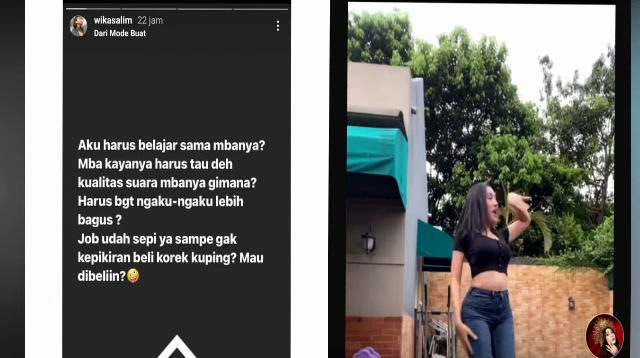 wikasalim 22 jam
Dari Mode Buat
Aku harus belajar sama mbanya?
Mba kayanya harus tau deh
kualitas suara mbanya gimana?
Harus bgt ngaku-ngaku lebih
bagus ?
Job udah sepi ya sampe gak
kepikiran beli korek kuping? Mau
dibeliin?🤪